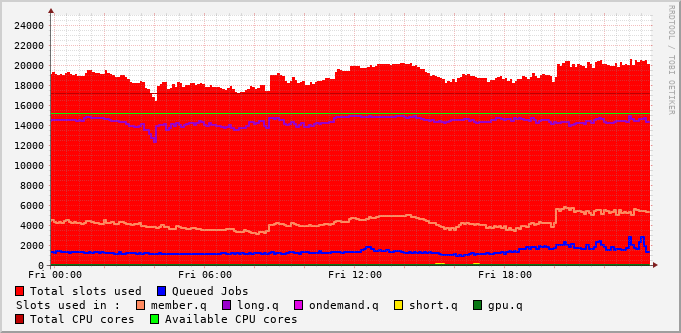 24000
22000
20000
18000
16000
14000
12000
10000
8000
6000
4000
2000
0
Fri 00:00 Fri 06:00 Fri 12:00 Fri 18:00
RRDTOOL / TOBI OETIKER
Total slots used Queued Jobs
Slots used in : member.q long.q ondemand.q short.q gpu.q
Total CPU cores Available CPU cores